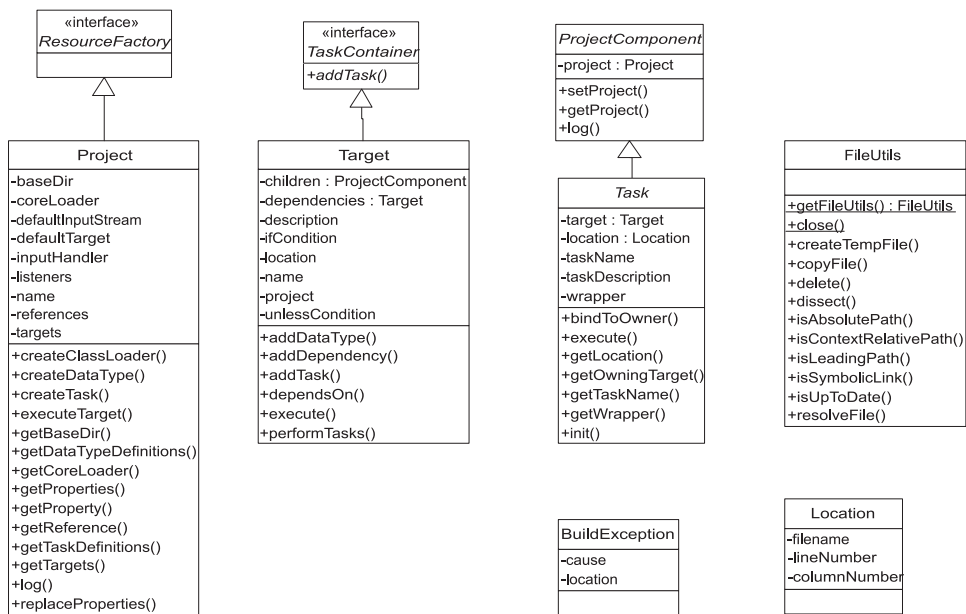 «interface»
ResourceFactory
Project
-baseDir
-coreLoader
-defaultInputStream
-defaultTarget
-inputHandler
-listeners
-name
-references
-targets
+createClassLoader()
+createDataType()
+createTask()
+executeTarget()
+getBaseDir()
+getDataTypeDefinitions()
+getCoreLoader()
+getProperties()
+getProperty()
+getReference()
+getTaskDefinitions()
+getTargets()
+log()
+replaceProperties()
«interface»
TaskContainer
+addTask()
Target
-children : ProjectComponent
-dependencies : Target
-description
-ifCondition
-location
-name
-project
-unlessCondition
+addDataType()
+addDependency()
+addTask()
+dependsOn()
+execute()
+performTasks()
ProjectComponent
-project : Project
+setProject()
+getProject()
+log()
Task
-target : Target
-location : Location
-taskName
-taskDescription
-wrapper
+bindToOwner()
+execute()
+getLocation()
+getOwningTarget()
+getTaskName()
+getWrapper()
+init()
BuildException
-cause
-location
FileUtils
+getFileUtils() : FileUtils
+close()
+createTempFile()
+copyFile()
+delete()
+dissect()
+isAbsolutePath()
+isContextRelativePath()
+isLeadingPath()
+isSymbolicLink()
+isUpToDate()
+resolveFile()
Location
-filename
-lineNumber
-columnNumber